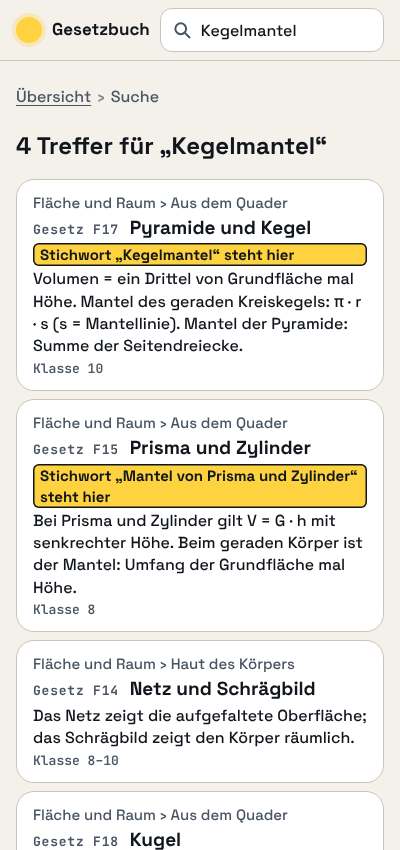 Gesetzbuch
Kegelmantel
Übersicht > Suche
4 Treffer für „Kegelmantel“
Fläche und Raum > Aus dem Quader
Gesetz F17 Pyramide und Kegel
Stichwort „Kegelmantel“ steht hier
Volumen = ein Drittel von Grundfläche mal
Höhe. Mantel des geraden Kreiskegels: π · r
· s (s = Mantellinie). Mantel der Pyramide:
Summe der Seitendreiecke.
Klasse 10
Fläche und Raum > Aus dem Quader
Gesetz F15 Prisma und Zylinder
Stichwort „Mantel von Prisma und Zylinder“
steht hier
Bei Prisma und Zylinder gilt V = G · h mit
senkrechter Höhe. Beim geraden Körper ist
der Mantel: Umfang der Grundfläche mal
Höhe.
Klasse 8
Fläche und Raum > Haut des Körpers
Gesetz F14 Netz und Schrägbild
Das Netz zeigt die aufgefaltete Oberfläche;
das Schrägbild zeigt den Körper räumlich.
Klasse 8–10
Fläche und Raum > Aus dem Quader
Gesetz F18 Kugel